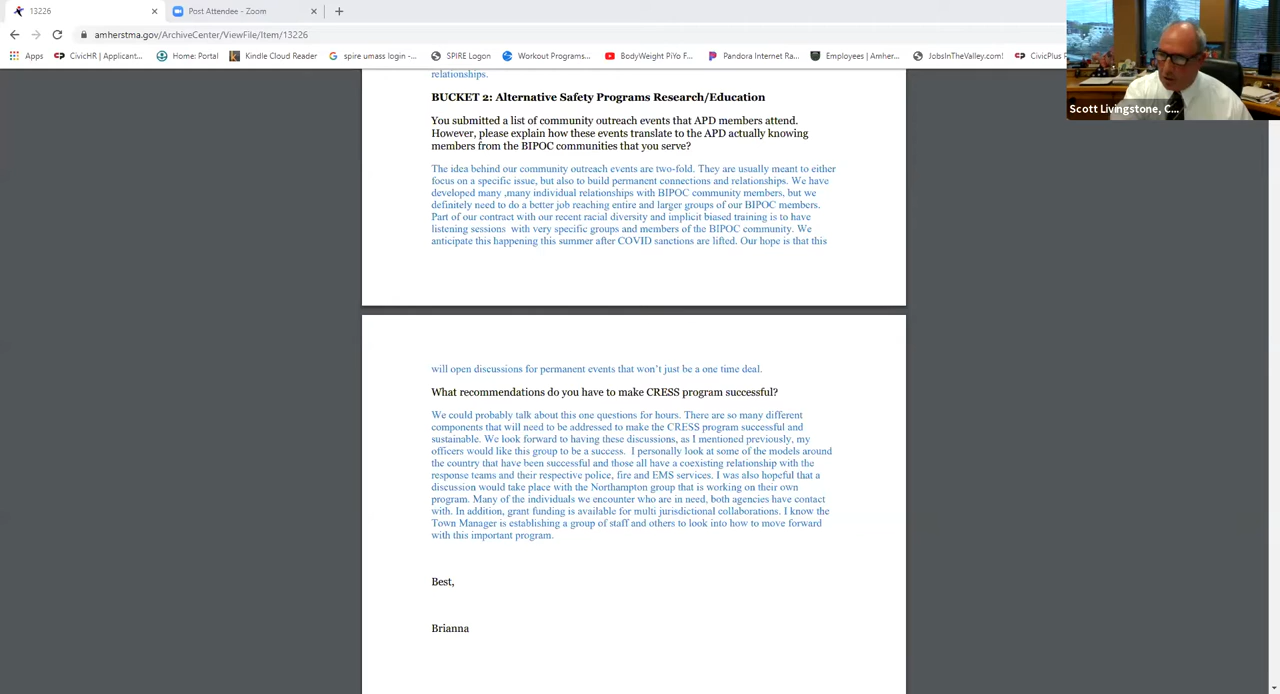 13226
Post Attendee - Zoom
amherstma.gov/ArchiveCenter/ViewFile/Item/13226
Apps
CivicHR | Applicant...
Home: Portal
Kindle Cloud Reader
spire umass login -...
SPIRE Logon
Workout Programs...
BodyWeight PiYo F...
Pandora Internet Ra...
Employees | Amher...
JobsInTheValley.com!
CivicPlus
Scott Livingstone, C...
relationships.
BUCKET 2: Alternative Safety Programs Research/Education
You submitted a list of community outreach events that APD members attend.
However, please explain how these events translate to the APD actually knowing
members from the BIPOC communities that you serve?
The idea behind our community outreach events are two-fold. They are usually meant to either
focus on a specific issue, but also to build permanent connections and relationships. We have
developed many ,many individual relationships with BIPOC community members, but we
definitely need to do a better job reaching entire and larger groups of our BIPOC members.
Part of our contract with our recent racial diversity and implicit biased training is to have
listening sessions with very specific groups and members of the BIPOC community. We
anticipate this happening this summer after COVID sanctions are lifted. Our hope is that this
will open discussions for permanent events that won't just be a one time deal.
What recommendations do you have to make CRESS program successful?
We could probably talk about this one questions for hours. There are so many different
components that will need to be addressed to make the CRESS program successful and
sustainable. We look forward to having these discussions, as I mentioned previously, my
officers would like this group to be a success. I personally look at some of the models around
the country that have been successful and those all have a coexisting relationship with the
response teams and their respective police, fire and EMS services. I was also hopeful that a
discussion would take place with the Northampton group that is working on their own
program. Many of the individuals we encounter who are in need, both agencies have contact
with. In addition, grant funding is available for multi jurisdictional collaborations. I know the
Town Manager is establishing a group of staff and others to look into how to move forward
with this important program.
Best,
Brianna